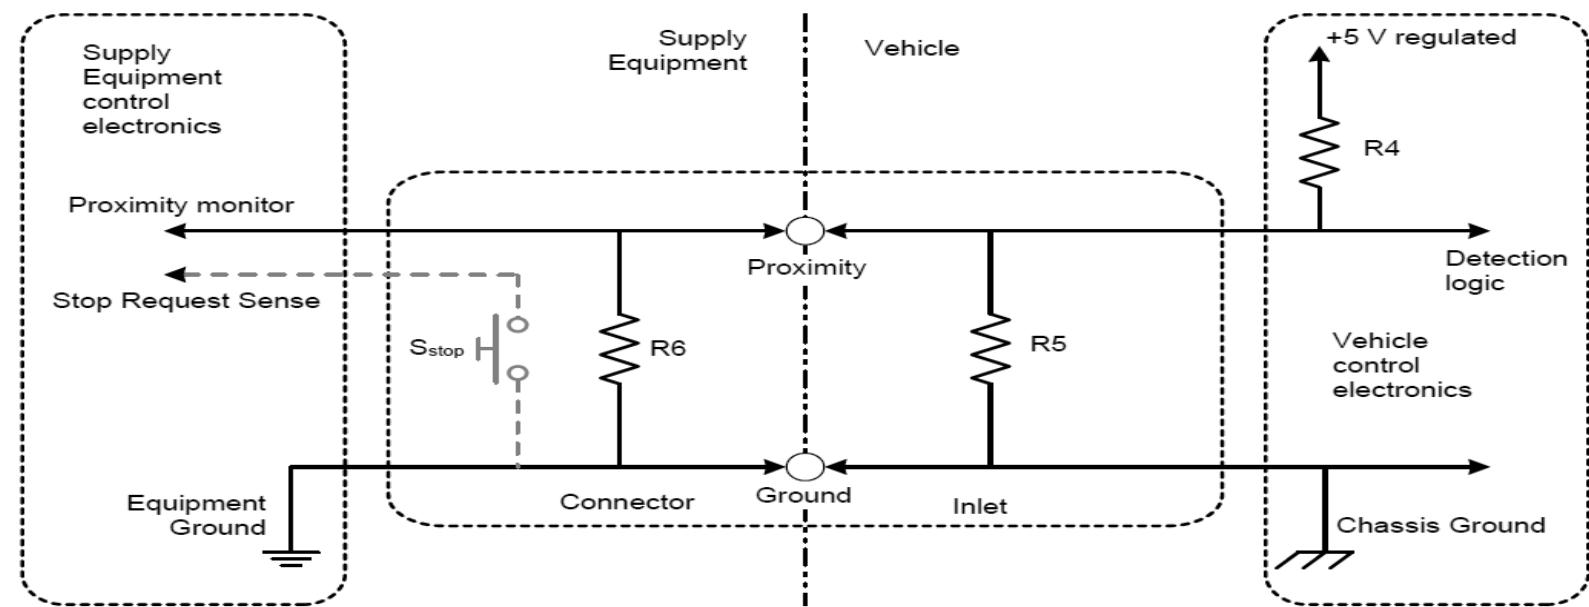 Supply
Equipment
control
electronics
Supply
Equipment
Vehicle
+5 V regulated
R4
Proximity monitor
Proximity
Detection
logic
Stop Request Sense
Sstop
R6
R5
Vehicle
control
electronics
Equipment
Ground
Connector
Ground
Inlet
Chassis Ground